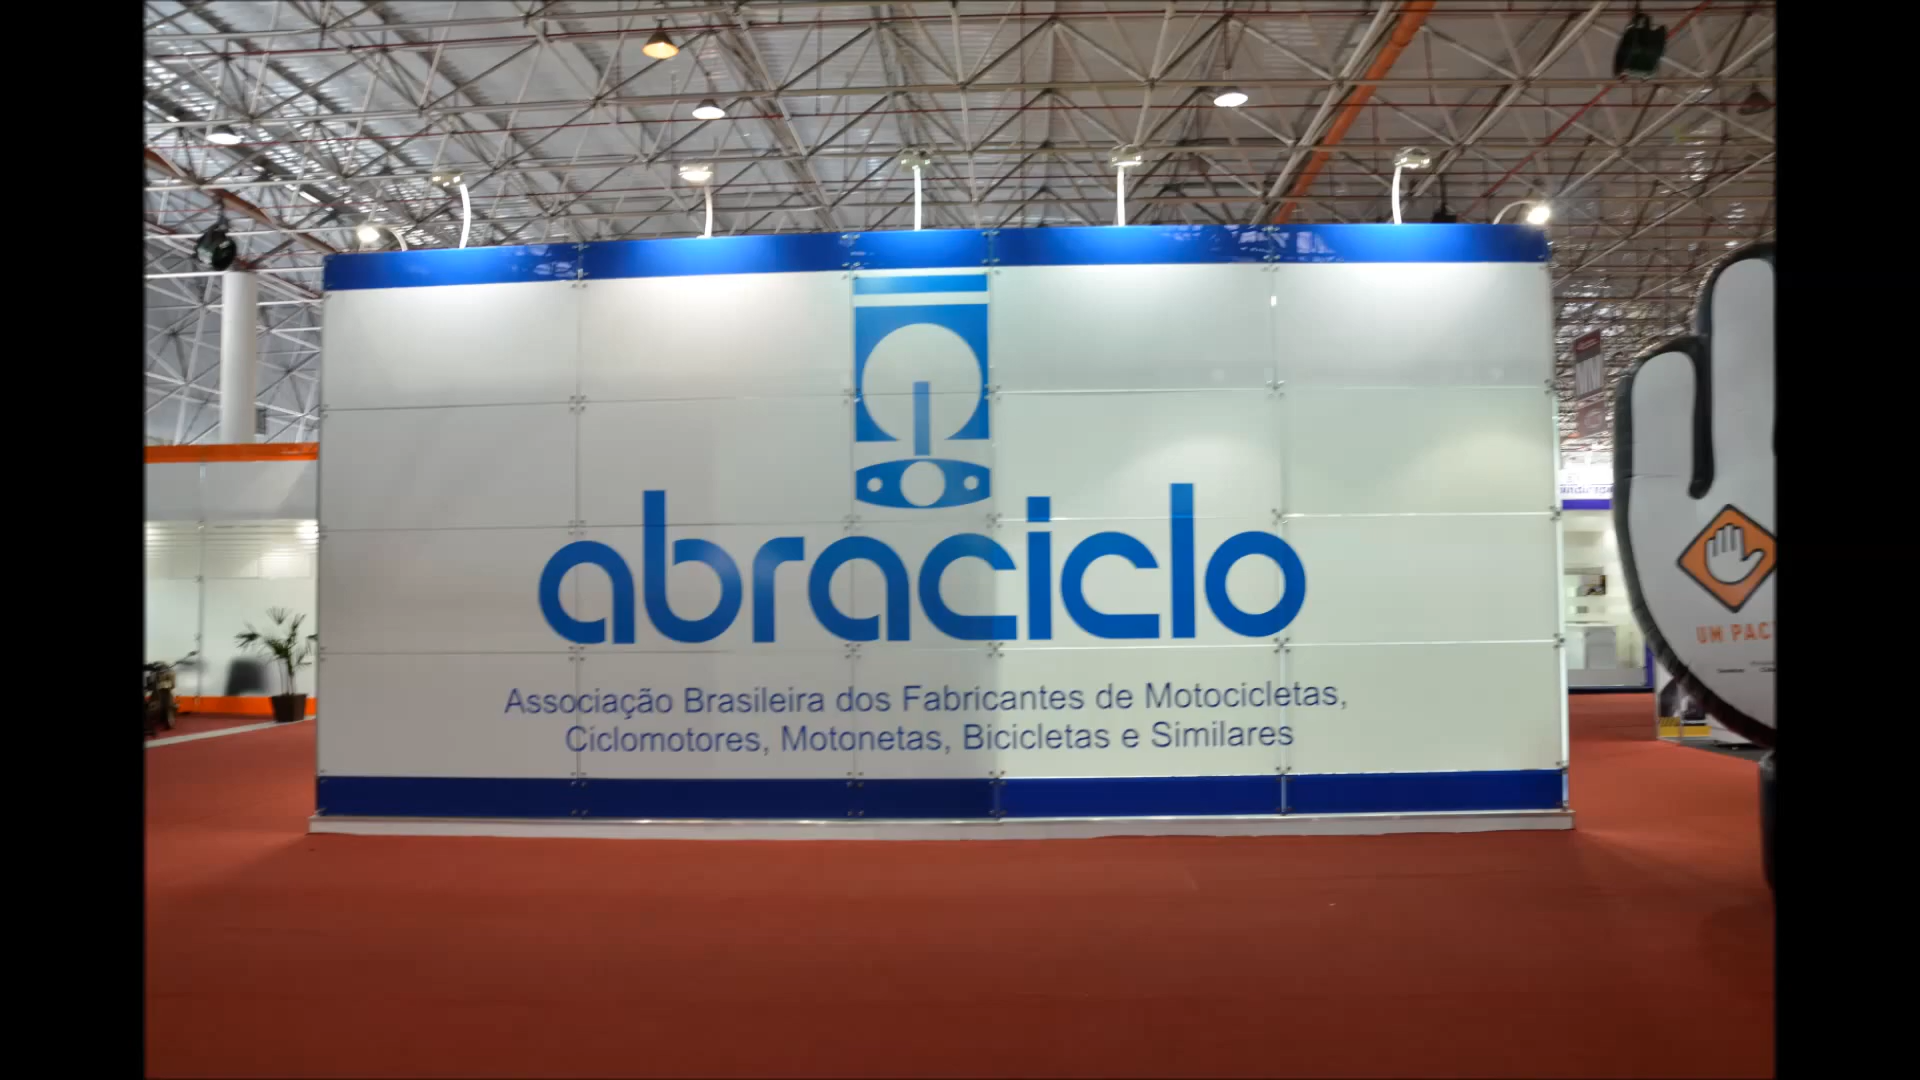 abraciclo
Associação Brasileira dos Fabricantes de Motocicletas,
Ciclomotores, Motonetas, Bicicletas e Similares
UM PAC